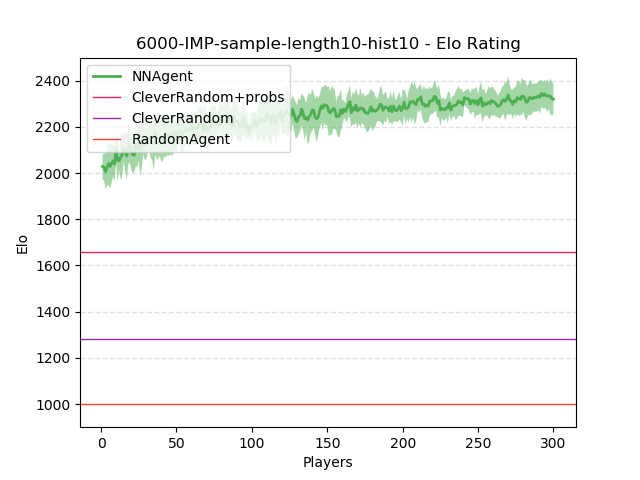 6000-IMP-sample-length10-hist10 - Elo Rating
NNAgent
CleverRandom+probs
CleverRandom
RandomAgent
2400
2200
2000
1800
1600
1400
1200
1000
Elo
0 50 100 150 200 250 300
Players